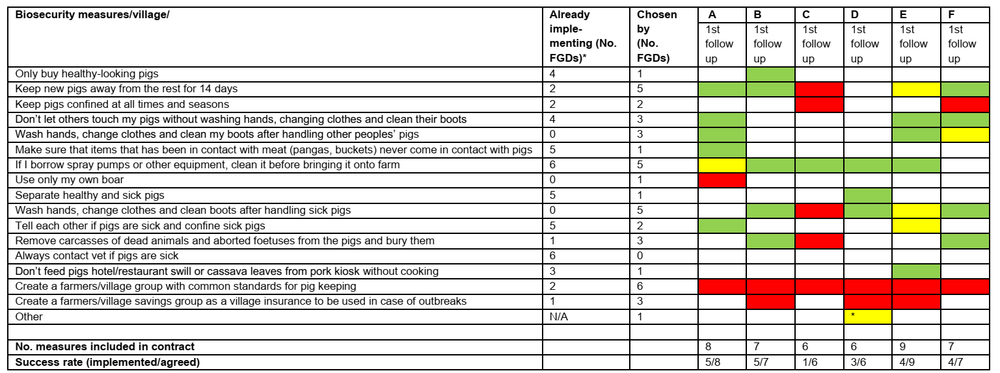 Biosecurity measures/village/ Already imple-menting (No. FGDs)* Chosen by (No. FGDs) A B C D E F
1st follow up 1st follow up 1st follow up 1st follow up 1st follow up 1st follow up
Only buy healthy-looking pigs 4 1
Keep new pigs away from the rest for 14 days 2 5
Keep pigs confined at all times and seasons 2 2
Don’t let others touch my pigs without washing hands, changing clothes and clean their boots 4 3
Wash hands, change clothes and clean my boots after handling other peoples’ pigs 0 3
Make sure that items that has been in contact with meat (pangas, buckets) never come in contact with pigs 5 1
If I borrow spray pumps or other equipment, clean it before bringing it onto farm 6 5
Use only my own boar 0 1
Separate healthy and sick pigs 5 1
Wash hands, change clothes and clean boots after handling sick pigs 0 5
Tell each other if pigs are sick and confine sick pigs 5 2
Remove carcasses of dead animals and aborted foetuses from the pigs and bury them 1 3
Always contact vet if pigs are sick 6 0
Don’t feed pigs hotel/restaurant swill or cassava leaves from pork kiosk without cooking 3 1
Create a farmers/village group with common standards for pig keeping 2 6
Create a farmers/village savings group as a village insurance to be used in case of outbreaks 1 3
Other N/A 1 *
No. measures included in contract 8 7 6 6 9 7
Success rate (implemented/agreed) 5/8 5/7 1/6 3/6 4/9 4/7